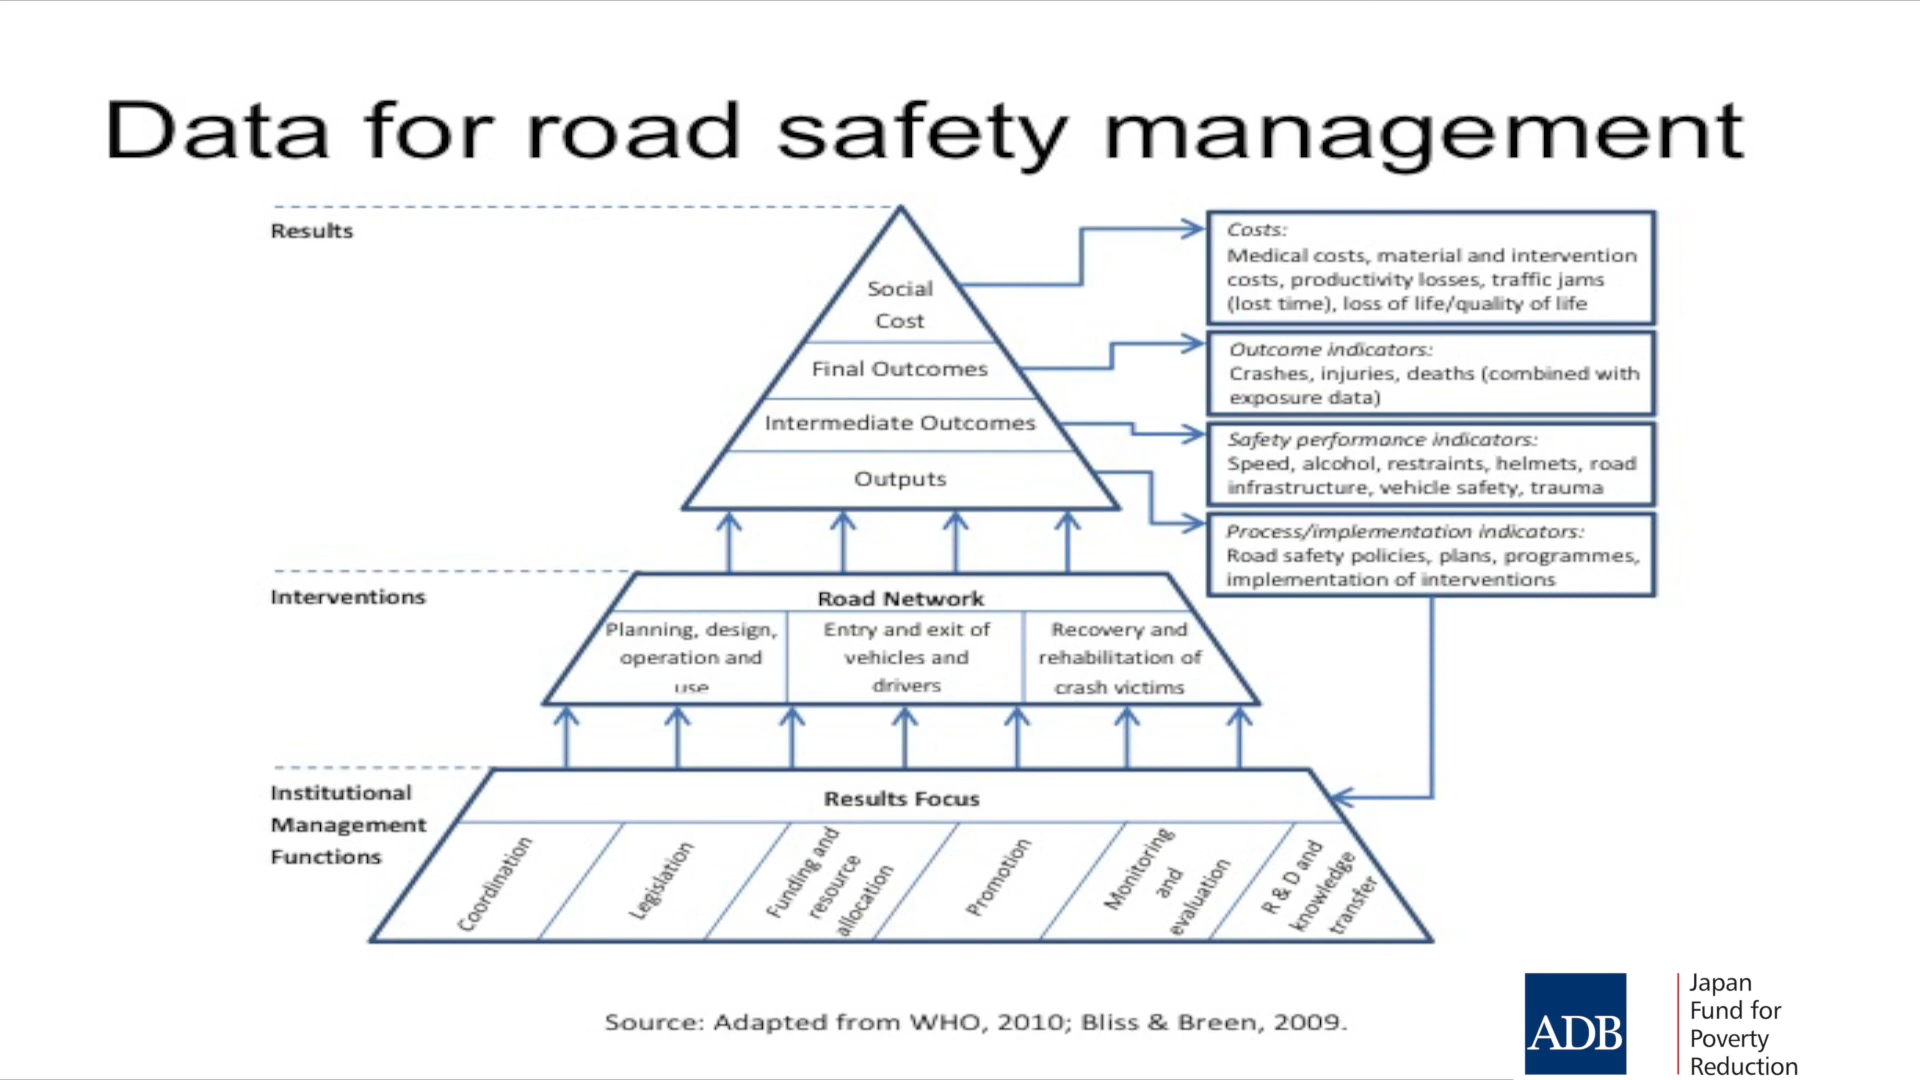 Data for road safety management
Results
Social
Cost
Final Outcomes
Intermediate Outcomes
Outputs
Costs:
Medical costs, material and intervention
costs, productivity losses, traffic jams
(lost time), loss of life/quality of life
Outcome indicators:
Crashes, injuries, deaths (combined with
exposure data)
Safety performance indicators:
Speed, alcohol, restraints, helmets, road
infrastructure, vehicle safety, trauma
Process/implementation indicators:
Road safety policies, plans, programmes,
implementation of interventions
Interventions
Road Network
Planning, design,
operation and
use
Entry and exit of
vehicles and
drivers
Recovery and
rehabilitation of
crash victims
Institutional
Management
Functions
Results Focus
Coordination
Legislation
Funding and
resource
allocation
Promotion
Monitoring
and
evaluation
R & D and
knowledge
transfer
Source: Adapted from WHO, 2010; Bliss & Breen, 2009.
ADB
Japan
Fund for
Poverty
Reduction